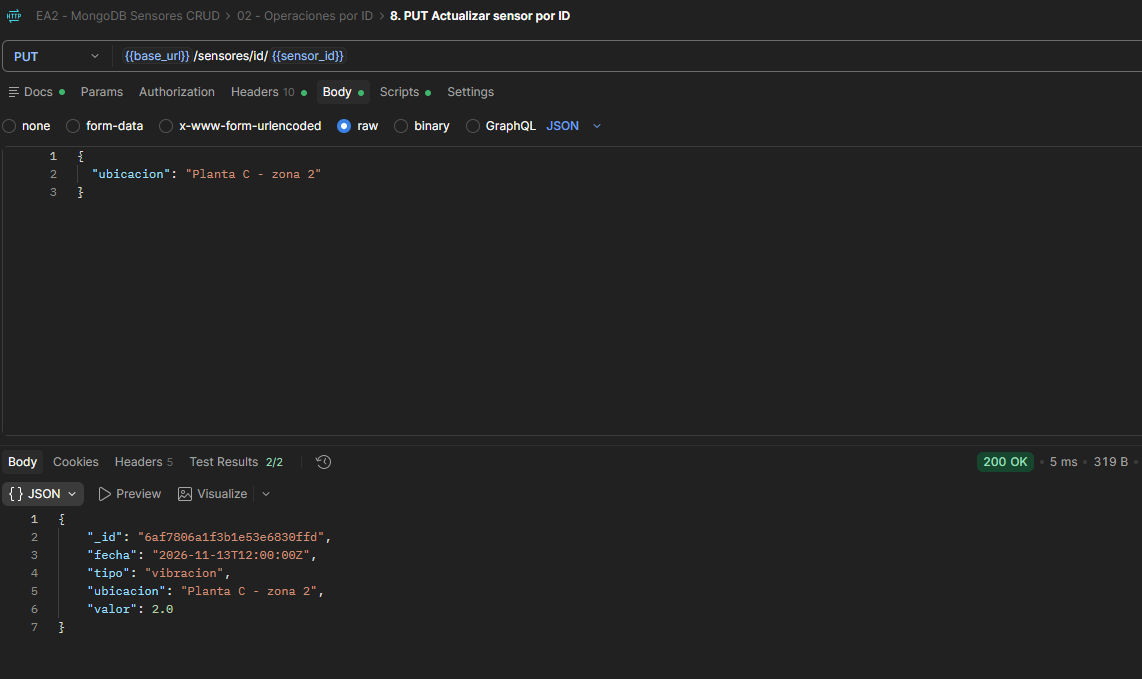 HTTP EA2 - MongoDB Sensores CRUD > 02 - Operaciones por ID > 8. PUT Actualizar sensor por ID
PUT {{base_url}} /sensores/id/ {{sensor_id}}
Docs Params Authorization Headers 10 Body Scripts Settings
none form-data x-www-form-urlencoded raw binary GraphQL JSON
1 {
2 "ubicacion": "Planta C - zona 2"
3 }
Body Cookies Headers 5 Test Results 2/2 200 OK • 5 ms • 319 B •
{} JSON Preview Visualize
1 {
2 "_id": "6af7806a1f3b1e53e6830ffd",
3 "fecha": "2026-11-13T12:00:00Z",
4 "tipo": "vibracion",
5 "ubicacion": "Planta C - zona 2",
6 "valor": 2.0
7 }